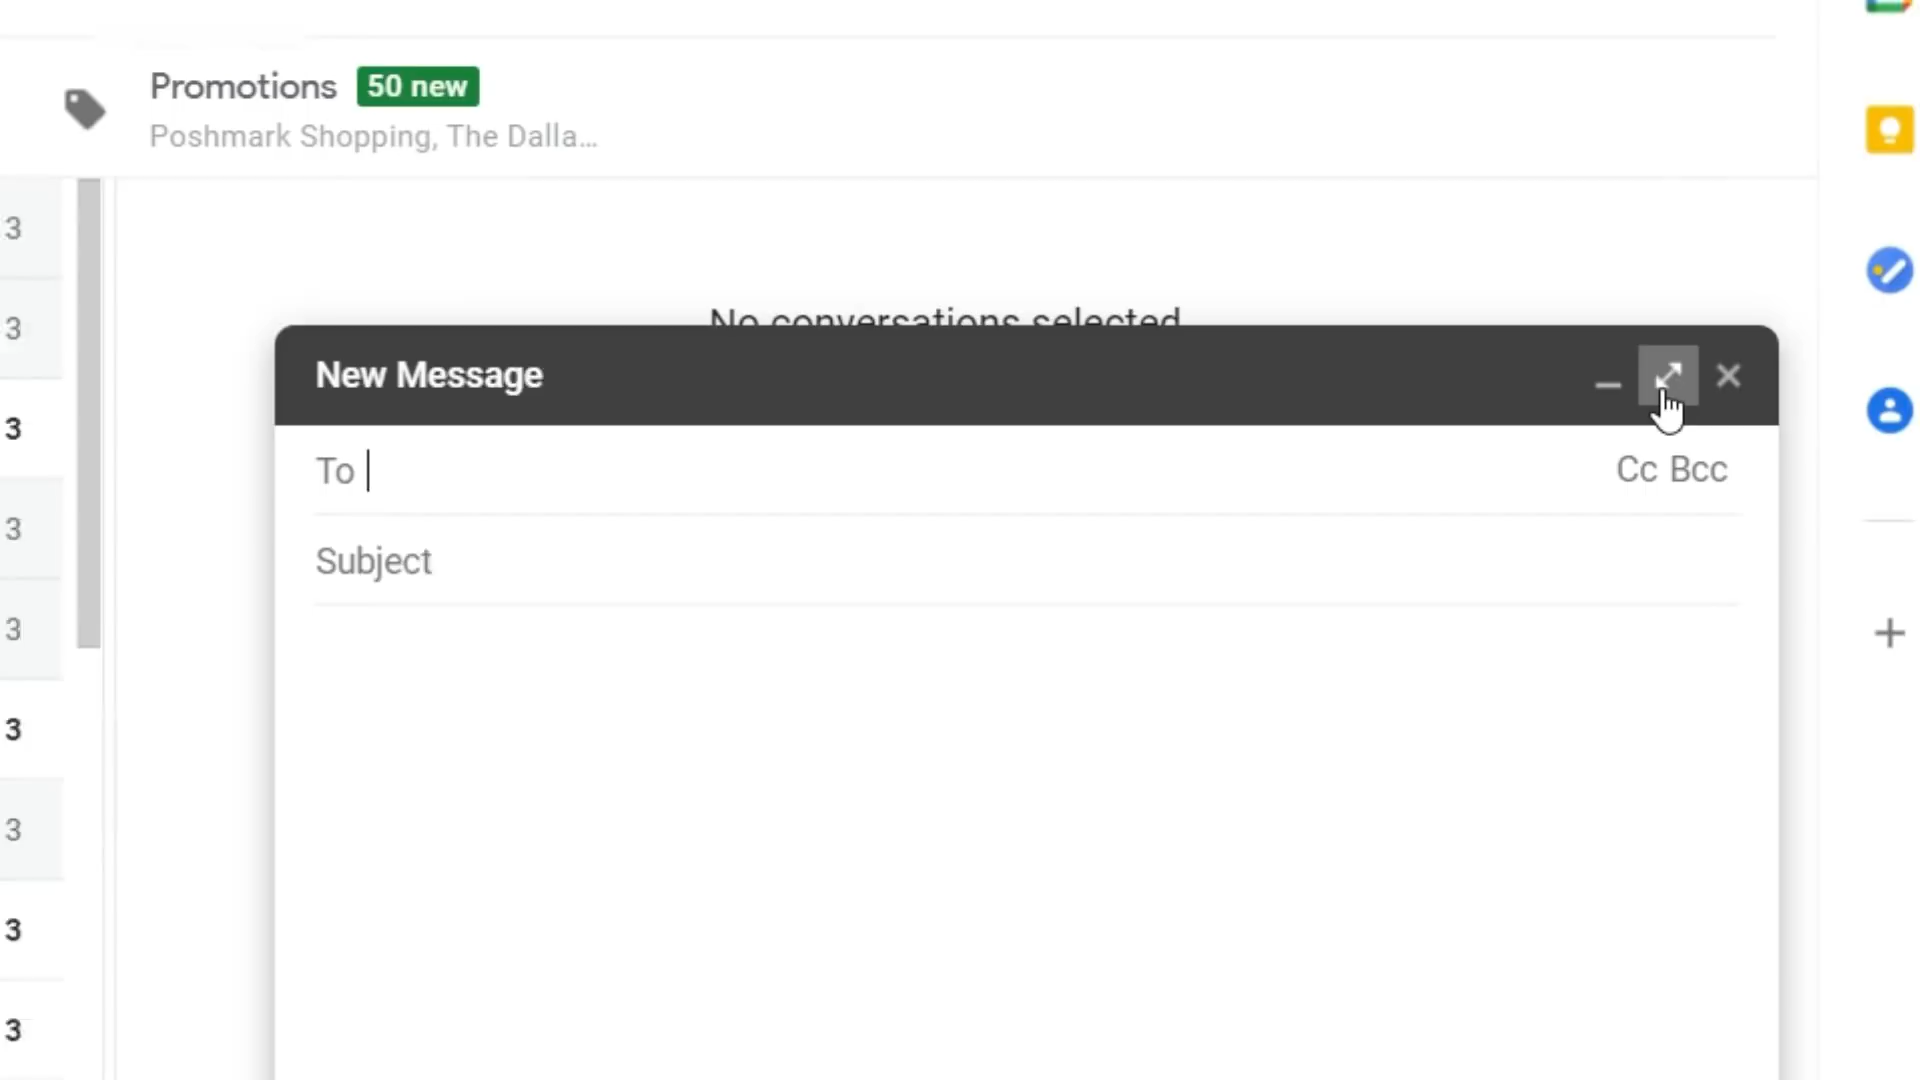 Promotions 50 new
Poshmark Shopping, The Dalla...
3
3
No conversations selected
New Message
3
To Cc Bcc
3
Subject
3
3
3
3
3